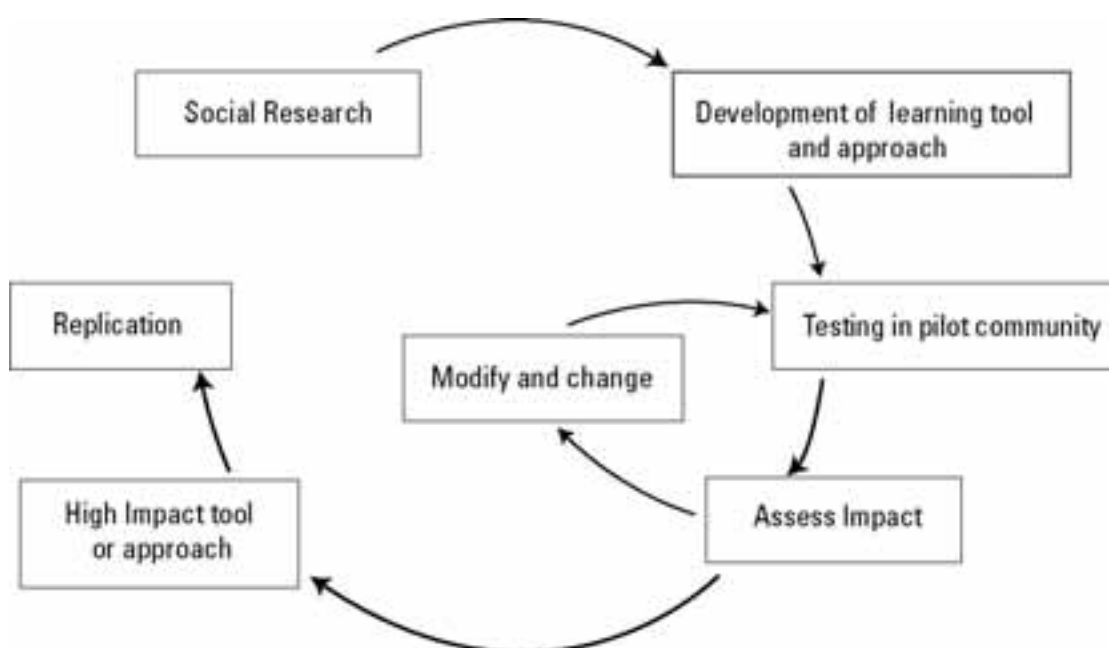 Social Research
Development of learning tool
and approach
Replication
Testing in pilot community
Modify and change
High Impact tool
or approach
Assess Impact